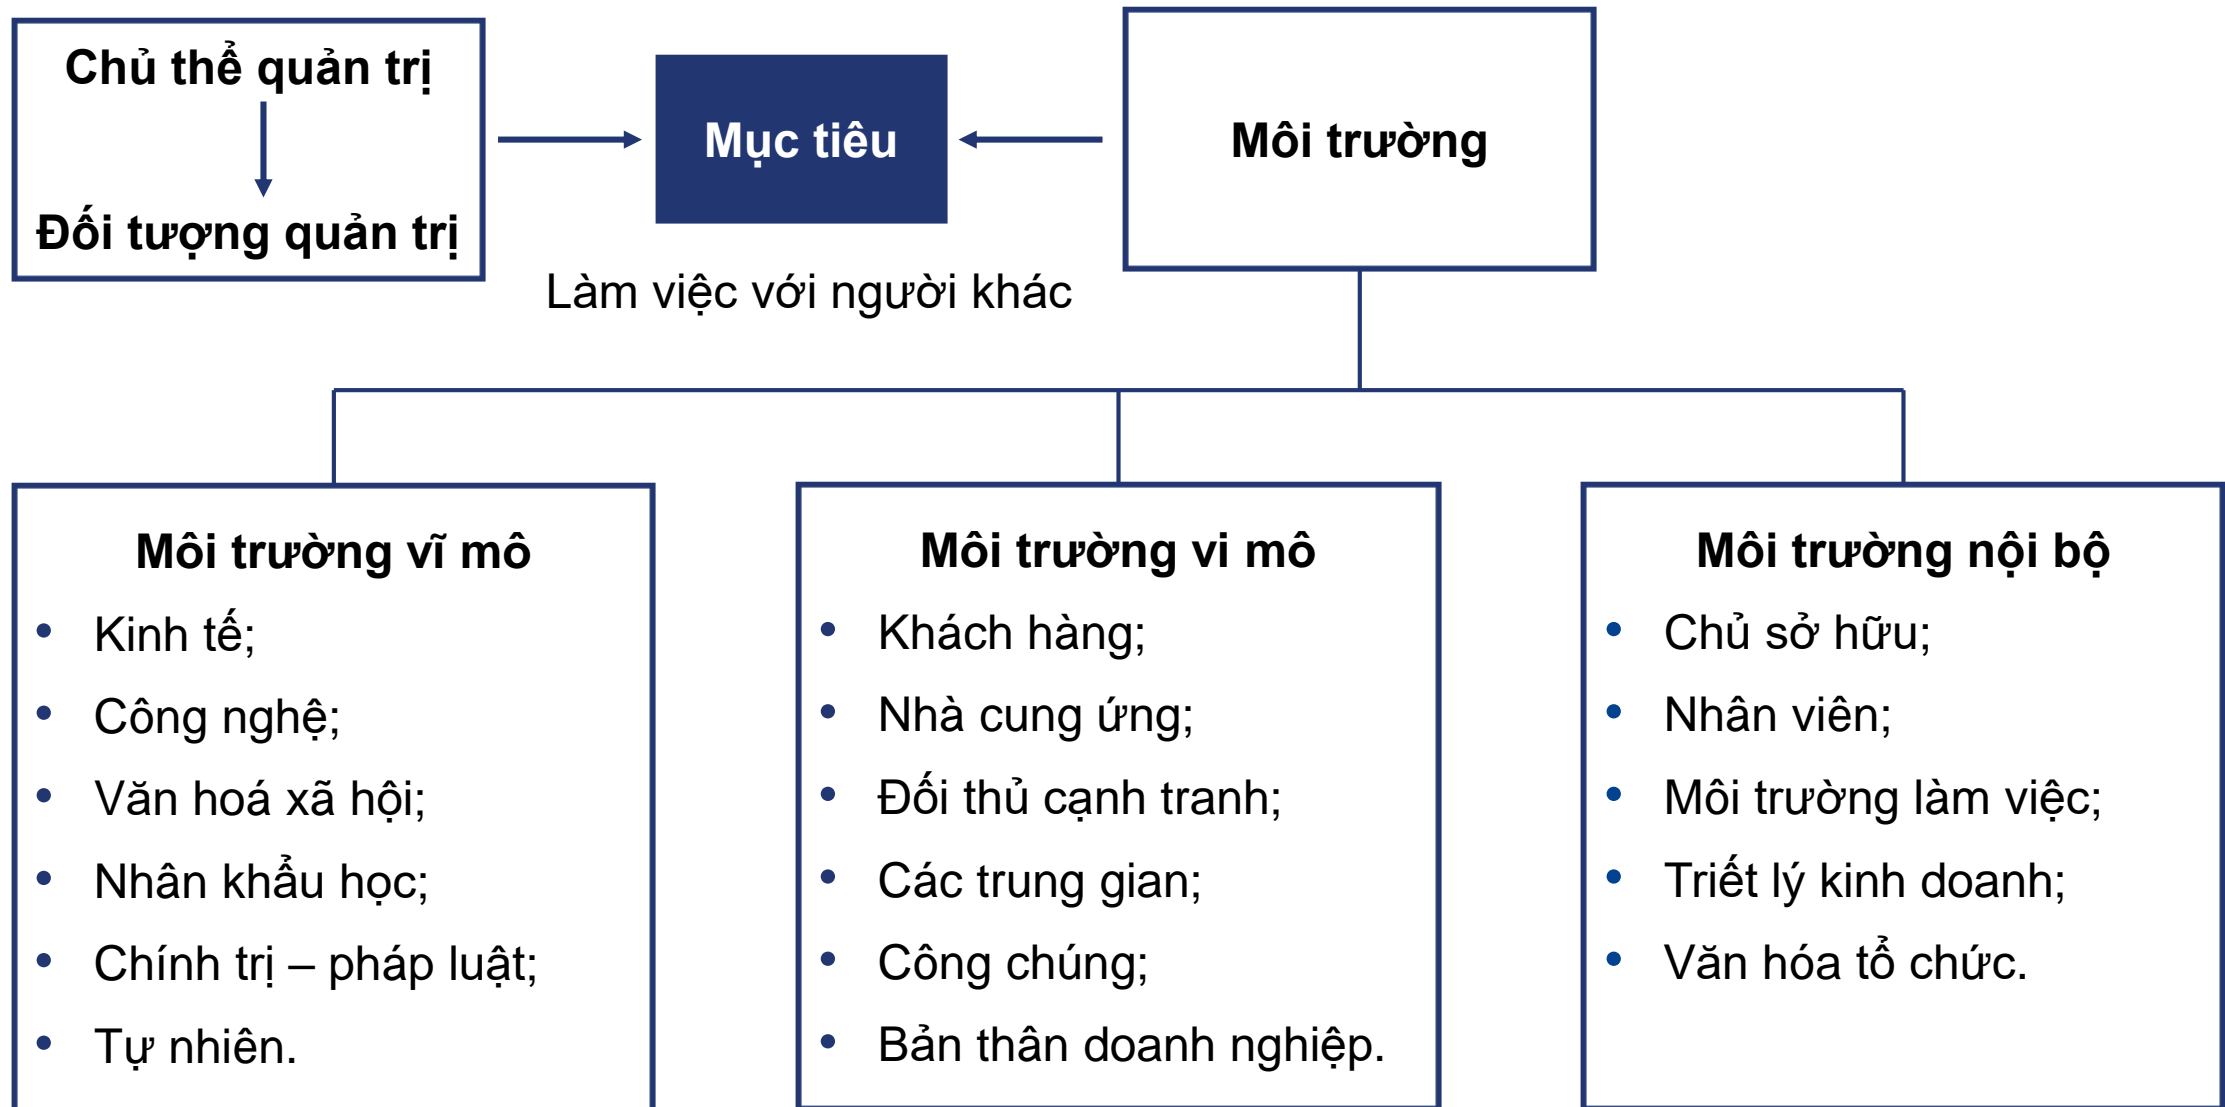 Chủ thể quản trị
Đối tượng quản trị
Mục tiêu
Môi trường
Làm việc với người khác
Môi trường vĩ mô
• Kinh tế;
• Công nghệ;
• Văn hoá xã hội;
• Nhân khẩu học;
• Chính trị – pháp luật;
• Tự nhiên.
Môi trường vi mô
• Khách hàng;
• Nhà cung ứng;
• Đối thủ cạnh tranh;
• Các trung gian;
• Công chúng;
• Bản thân doanh nghiệp.
Môi trường nội bộ
• Chủ sở hữu;
• Nhân viên;
• Môi trường làm việc;
• Triết lý kinh doanh;
• Văn hóa tổ chức.